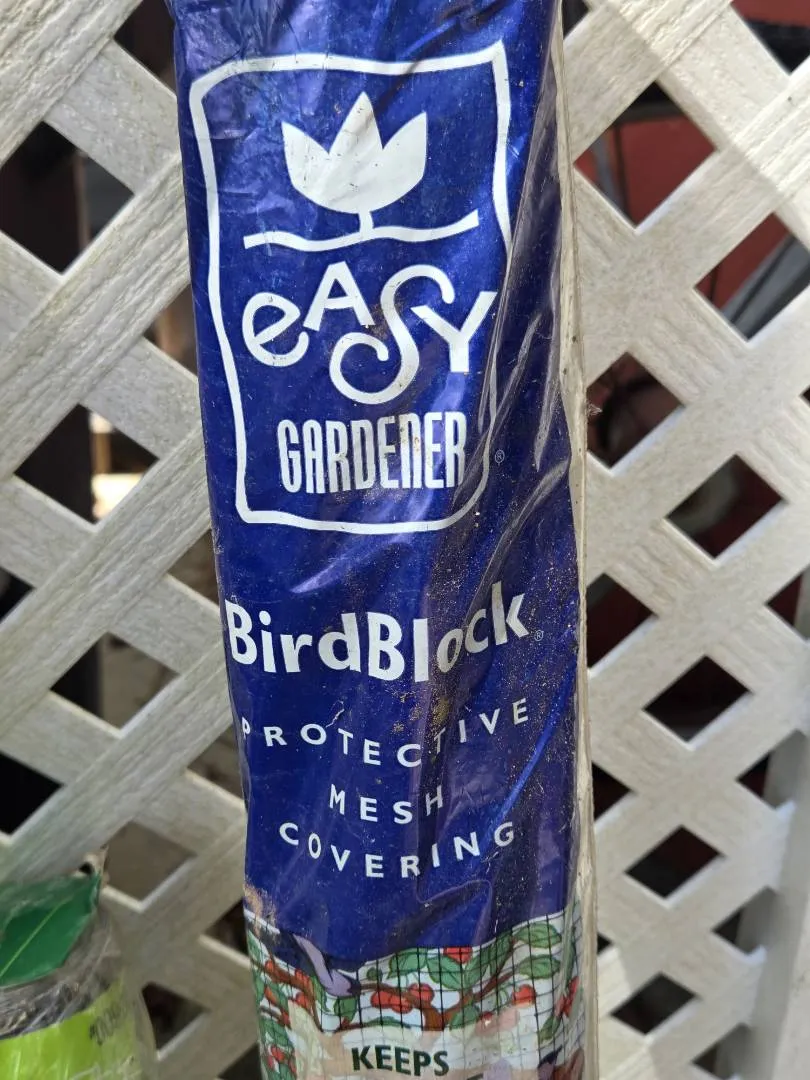 eASy
GARDENER
®
BirdBlock®
PROTECTIVE
MESH
COVERING
KEEPS